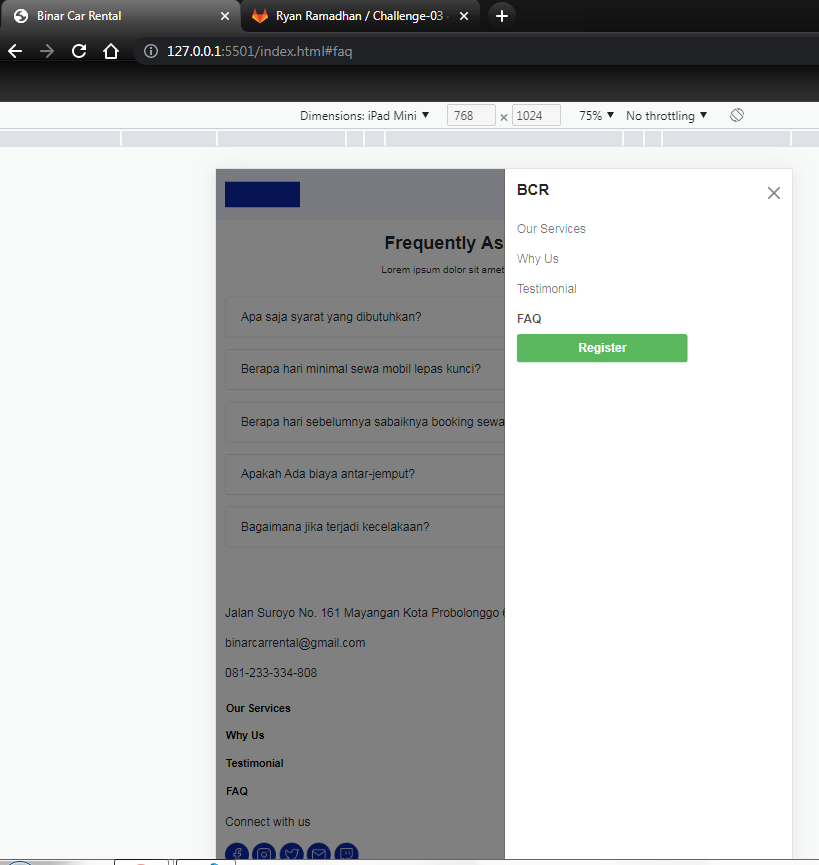 Binar Car Rental
Ryan Ramadhan / Challenge-03
127.0.0.1:5501/index.html#faq
Dimensions: iPad Mini 768 × 1024 75% No throttling
BCR
Our Services
Why Us
Testimonial
FAQ
Register
Frequently As
Lorem ipsum dolor sit amet
Apa saja syarat yang dibutuhkan?
Berapa hari minimal sewa mobil lepas kunci?
Berapa hari sebelumnya sabaiknya booking sewa
Apakah Ada biaya antar-jemput?
Bagaimana jika terjadi kecelakaan?
Jalan Suroyo No. 161 Mayangan Kota Probolonggo
binarcarrental@gmail.com
081-233-334-808
Our Services
Why Us
Testimonial
FAQ
Connect with us